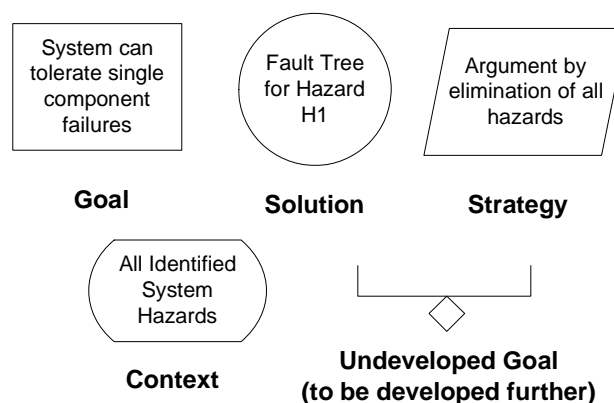 System can
tolerate single
component
failures
Goal
Fault Tree
for Hazard
H1
Solution
Argument by
elimination of all
hazards
Strategy
All Identified
System
Hazards
Context
Undeveloped Goal
(to be developed further)